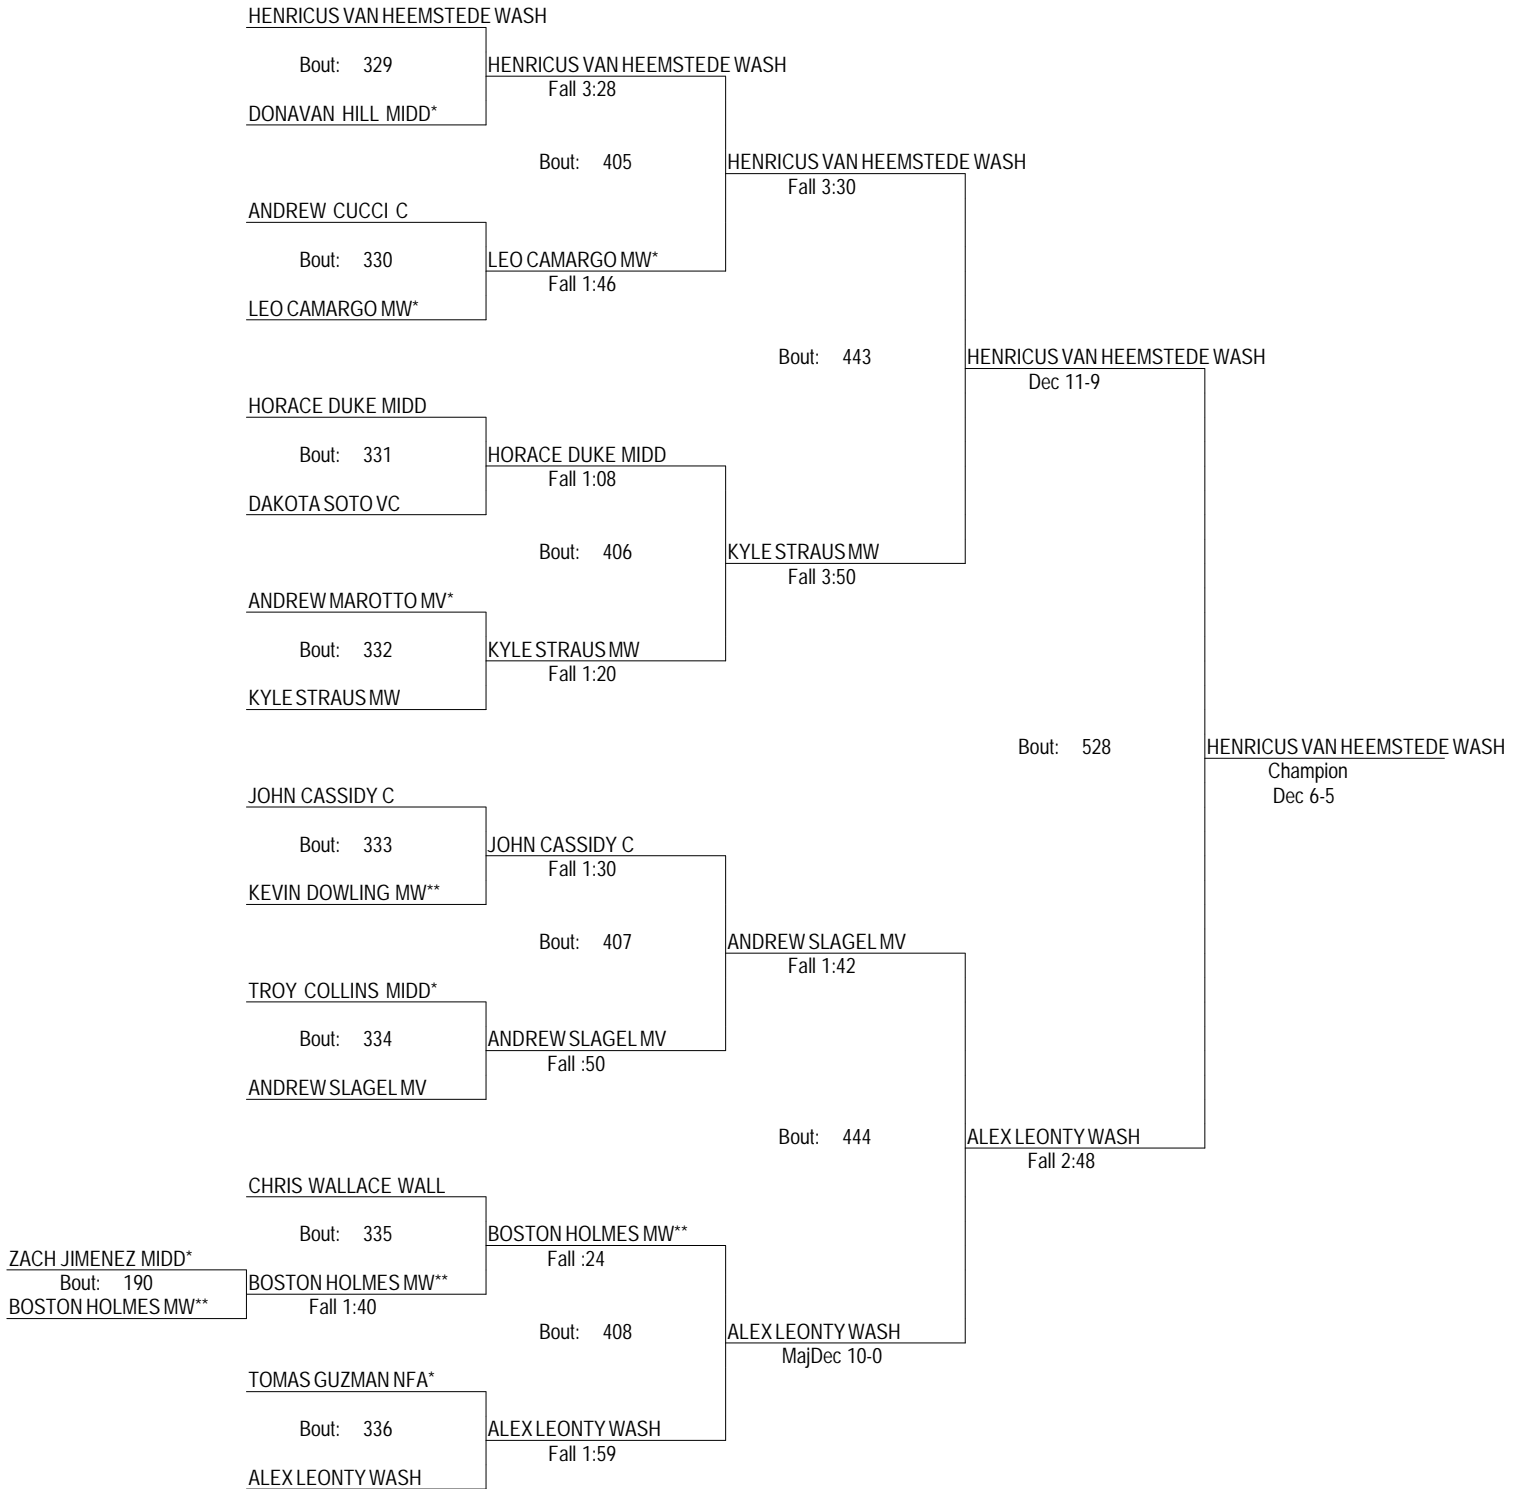 HENRICUS VAN HEEMSTEDE WASH
Bout: 329
HENRICUS VAN HEEMSTEDE WASH
Fall 3:28
DONAVAN HILL MIDD*
Bout: 405
HENRICUS VAN HEEMSTEDE WASH
Fall 3:30
ANDREW CUCCI C
Bout: 330
LEO CAMARGO MW*
Fall 1:46
LEO CAMARGO MW*
Bout: 443
HENRICUS VAN HEEMSTEDE WASH
Dec 11-9
HORACE DUKE MIDD
Bout: 331
HORACE DUKE MIDD
Fall 1:08
DAKOTA SOTO VC
Bout: 406
KYLE STRAUS MW
Fall 3:50
ANDREW MAROTTO MV*
Bout: 332
KYLE STRAUS MW
Fall 1:20
KYLE STRAUS MW
Bout: 528
HENRICUS VAN HEEMSTEDE WASH
Champion
Dec 6-5
JOHN CASSIDY C
Bout: 333
JOHN CASSIDY C
Fall 1:30
KEVIN DOWLING MW**
Bout: 407
ANDREW SLAGEL MV
Fall 1:42
TROY COLLINS MIDD*
Bout: 334
ANDREW SLAGEL MV
Fall :50
ANDREW SLAGEL MV
Bout: 444
ALEX LEONTY WASH
Fall 2:48
CHRIS WALLACE WALL
Bout: 335
BOSTON HOLMES MW**
Fall :24
ZACH JIMENEZ MIDD*
Bout: 190
BOSTON HOLMES MW**
BOSTON HOLMES MW**
Fall 1:40
Bout: 408
ALEX LEONTY WASH
MajDec 10-0
TOMAS GUZMAN NFA*
Bout: 336
ALEX LEONTY WASH
Fall 1:59
ALEX LEONTY WASH